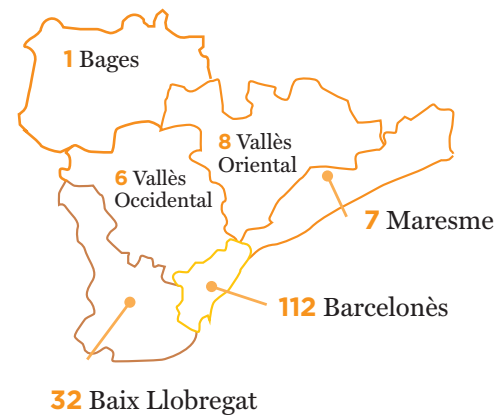 1 Bages
8 Vallès
Oriental
6 Vallès
Occidental
7 Maresme
112 Barcelonès
32 Baix Llobregat